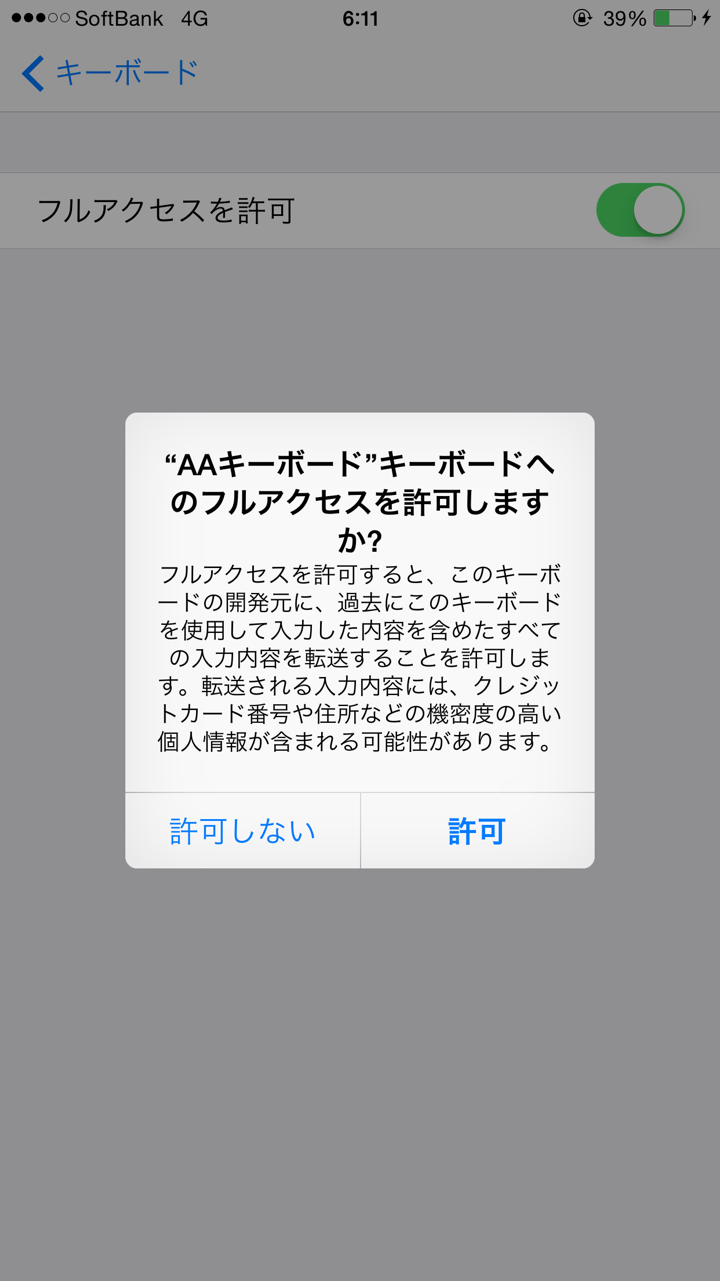 SoftBank 4G 6:11 39%
キーボード
フルアクセスを許可
“AAキーボード”キーボードへ
のフルアクセスを許可します
か?
フルアクセスを許可すると、このキーボ
ードの開発元に、過去にこのキーボード
を使用して入力した内容を含めたすべて
の入力内容を転送することを許可しま
す。転送される入力内容には、クレジッ
トカード番号や住所などの機密度の高い
個人情報が含まれる可能性があります。
許可しない 許可